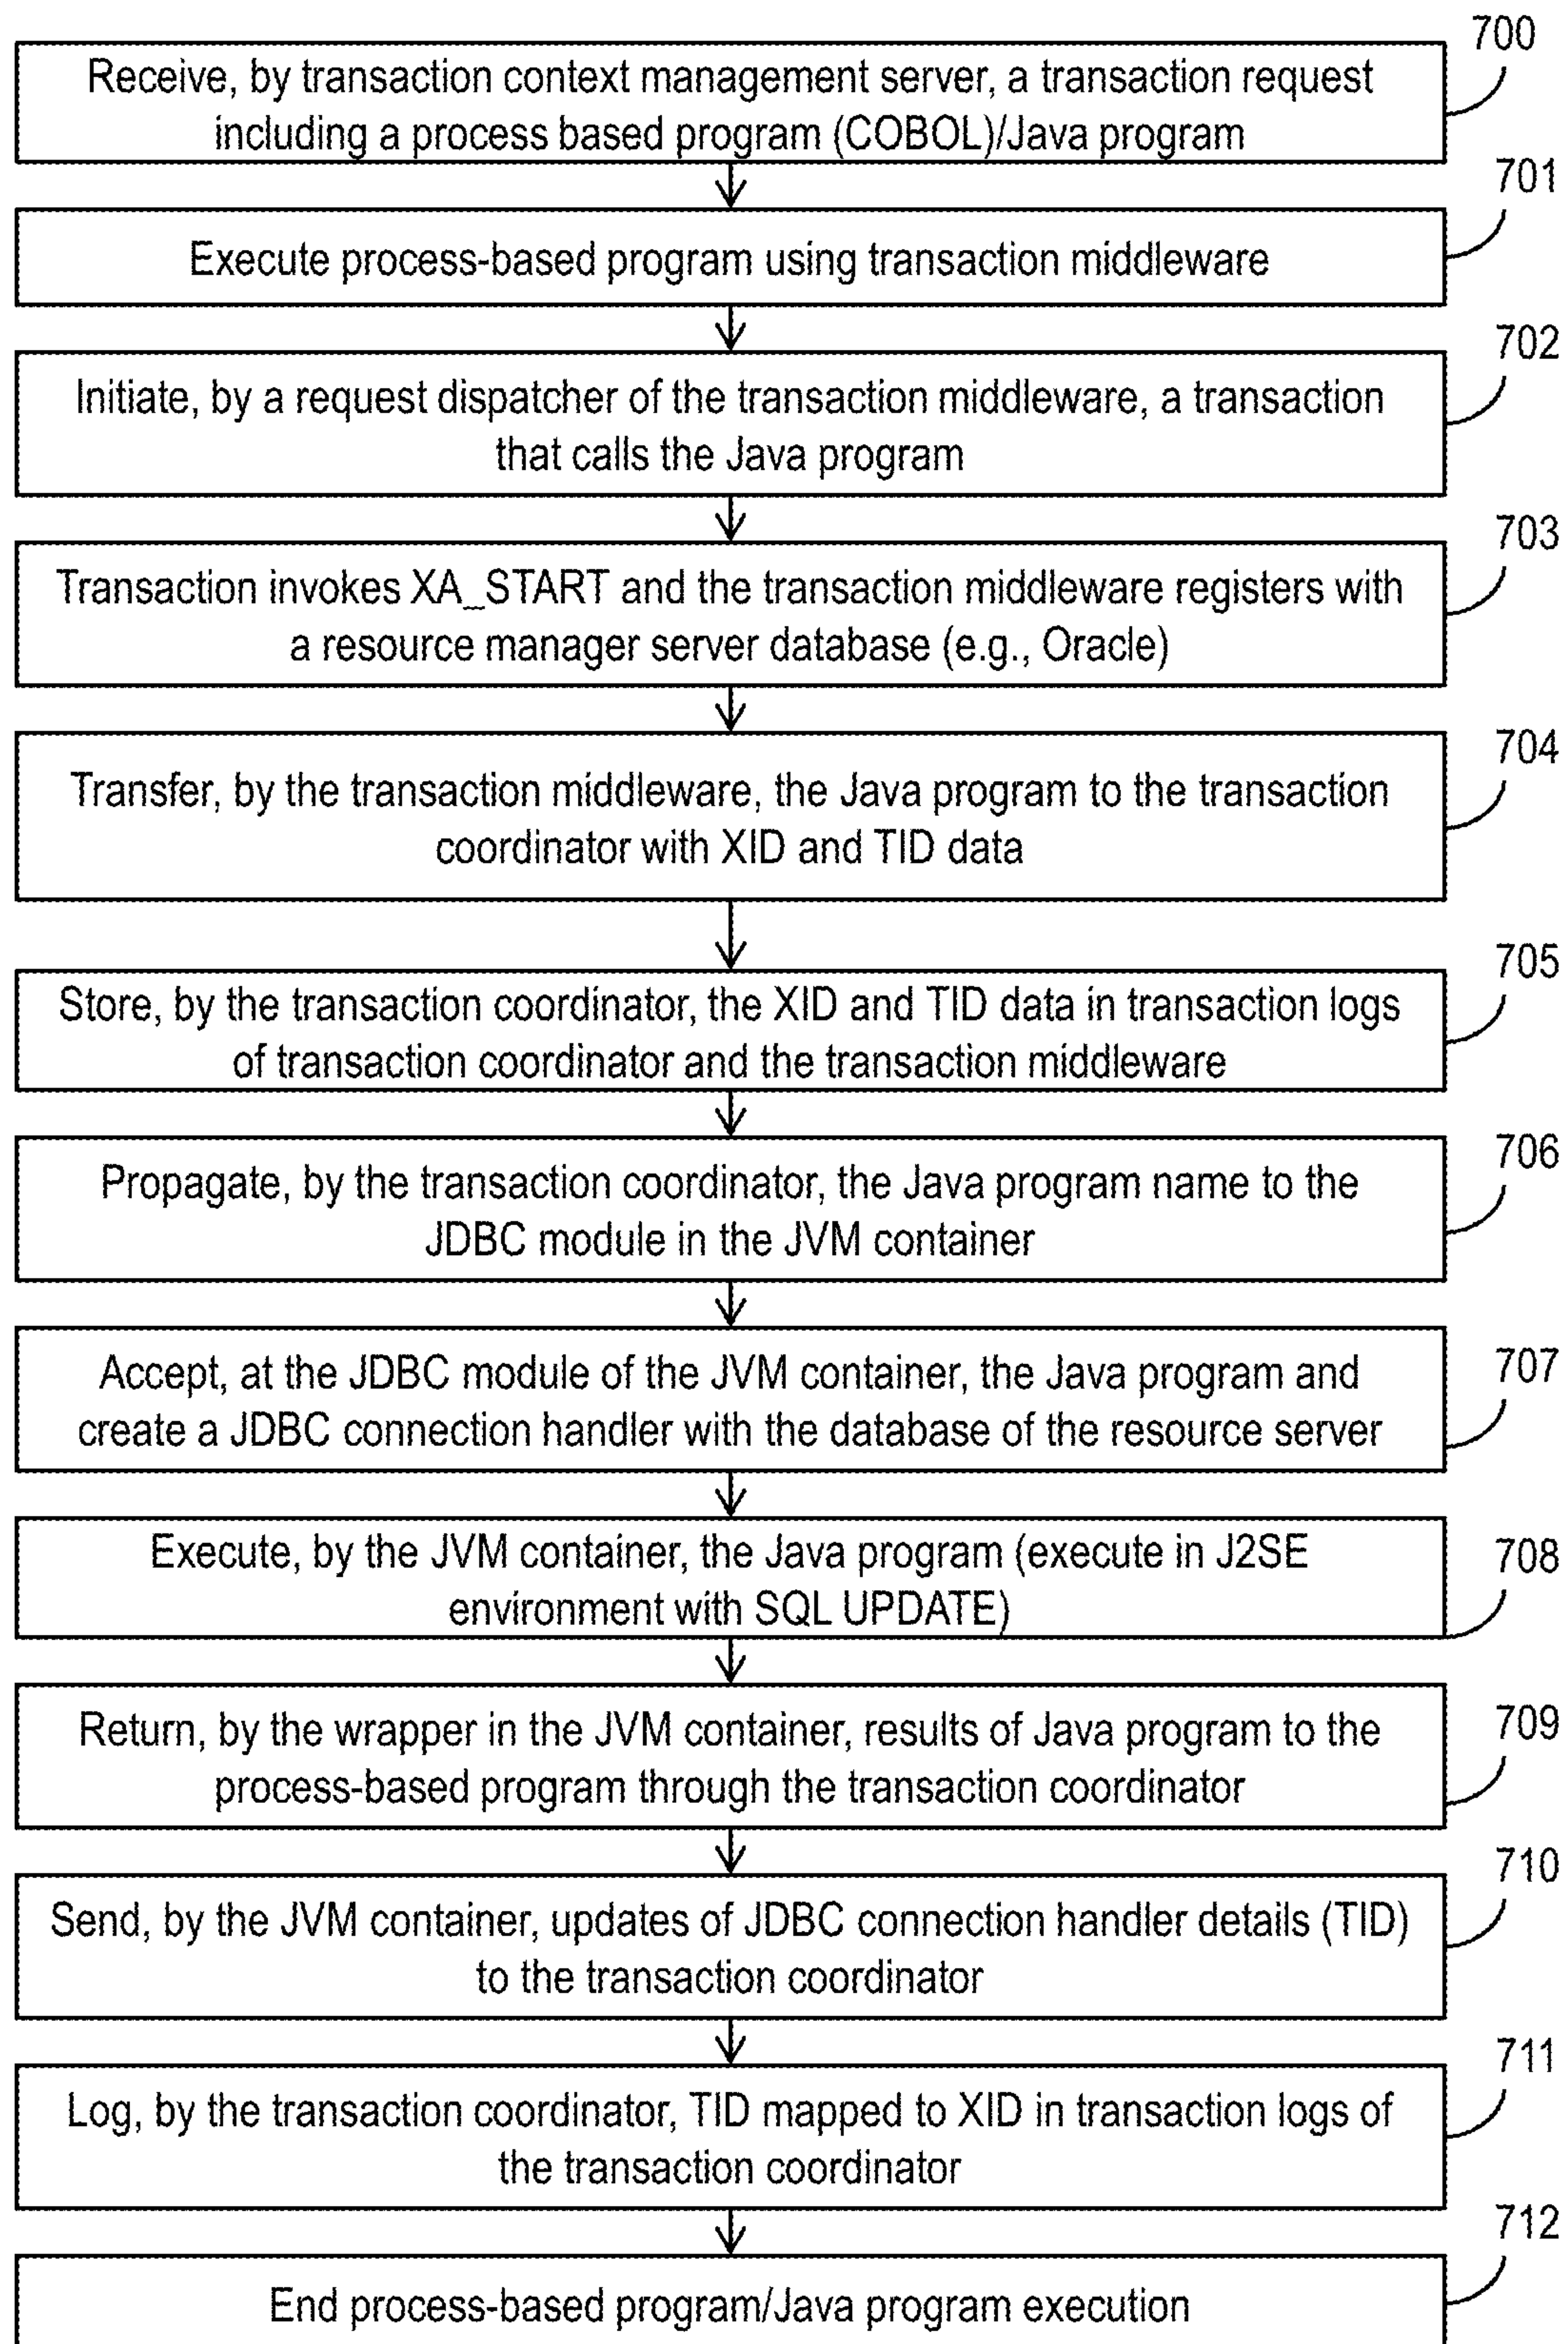 700
Receive, by transaction context management server, a transaction request
including a process based program (COBOL)/Java program
701
Execute process-based program using transaction middleware
702
Initiate, by a request dispatcher of the transaction middleware, a transaction
that calls the Java program
703
Transaction invokes XA_START and the transaction middleware registers with
a resource manager server database (e.g., Oracle)
704
Transfer, by the transaction middleware, the Java program to the transaction
coordinator with XID and TID data
705
Store, by the transaction coordinator, the XID and TID data in transaction logs
of transaction coordinator and the transaction middleware
706
Propagate, by the transaction coordinator, the Java program name to the
JDBC module in the JVM container
707
Accept, at the JDBC module of the JVM container, the Java program and
create a JDBC connection handler with the database of the resource server
708
Execute, by the JVM container, the Java program (execute in J2SE
environment with SQL UPDATE)
709
Return, by the wrapper in the JVM container, results of Java program to the
process-based program through the transaction coordinator
710
Send, by the JVM container, updates of JDBC connection handler details (TID)
to the transaction coordinator
711
Log, by the transaction coordinator, TID mapped to XID in transaction logs of
the transaction coordinator
712
End process-based program/Java program execution